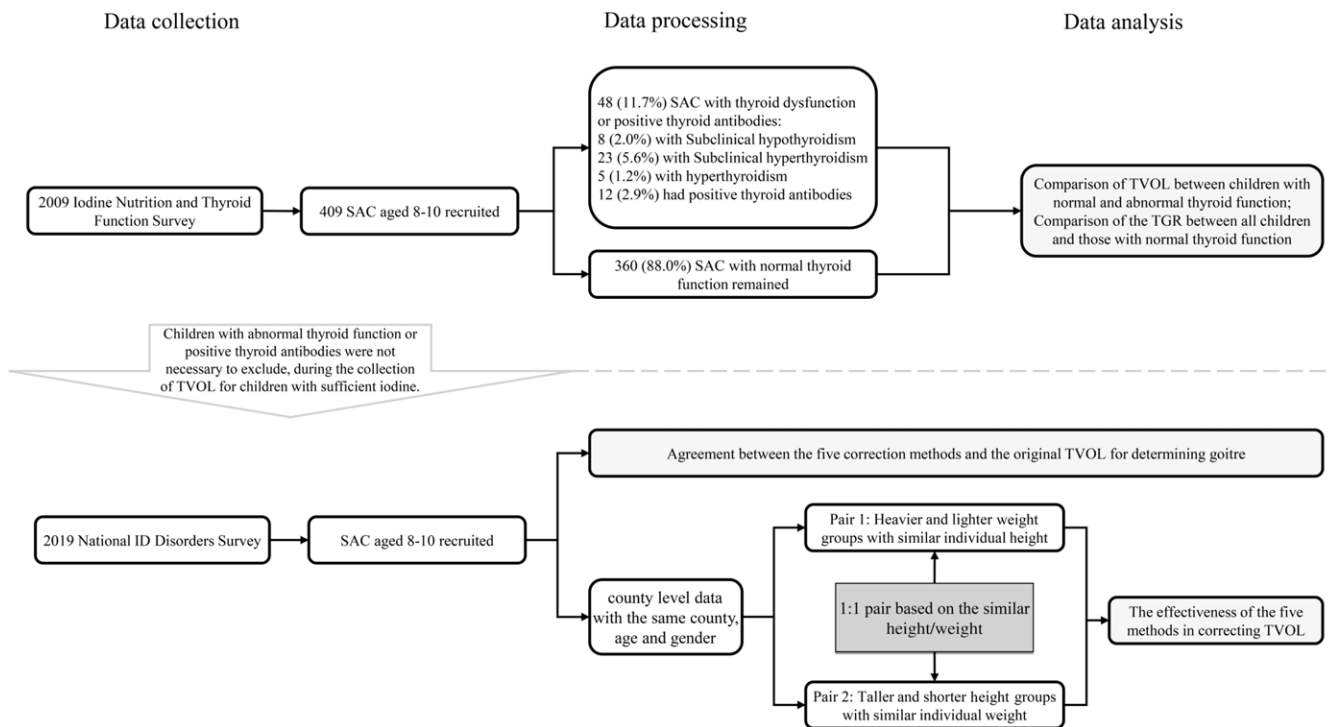 Data collection
Data processing
Data analysis
2009 Iodine Nutrition and Thyroid
Function Survey
409 SAC aged 8-10 recruited
48 (11.7%) SAC with thyroid dysfunction
or positive thyroid antibodies:
8 (2.0%) with Subclinical hypothyroidism
23 (5.6%) with Subclinical hyperthyroidism
5 (1.2%) with hyperthyroidism
12 (2.9%) had positive thyroid antibodies
360 (88.0%) SAC with normal thyroid
function remained
Comparison of TVOL between children with
normal and abnormal thyroid function;
Comparison of the TGR between all children
and those with normal thyroid function
Children with abnormal thyroid function or
positive thyroid antibodies were not
necessary to exclude, during the collection
of TVOL for children with sufficient iodine.
Agreement between the five correction methods and the original TVOL for determining goitre
2019 National ID Disorders Survey
SAC aged 8-10 recruited
county level data
with the same county,
age and gender
Pair 1: Heavier and lighter weight
groups with similar individual height
1:1 pair based on the similar
height/weight
Pair 2: Taller and shorter height groups
with similar individual weight
The effectiveness of the five
methods in correcting TVOL